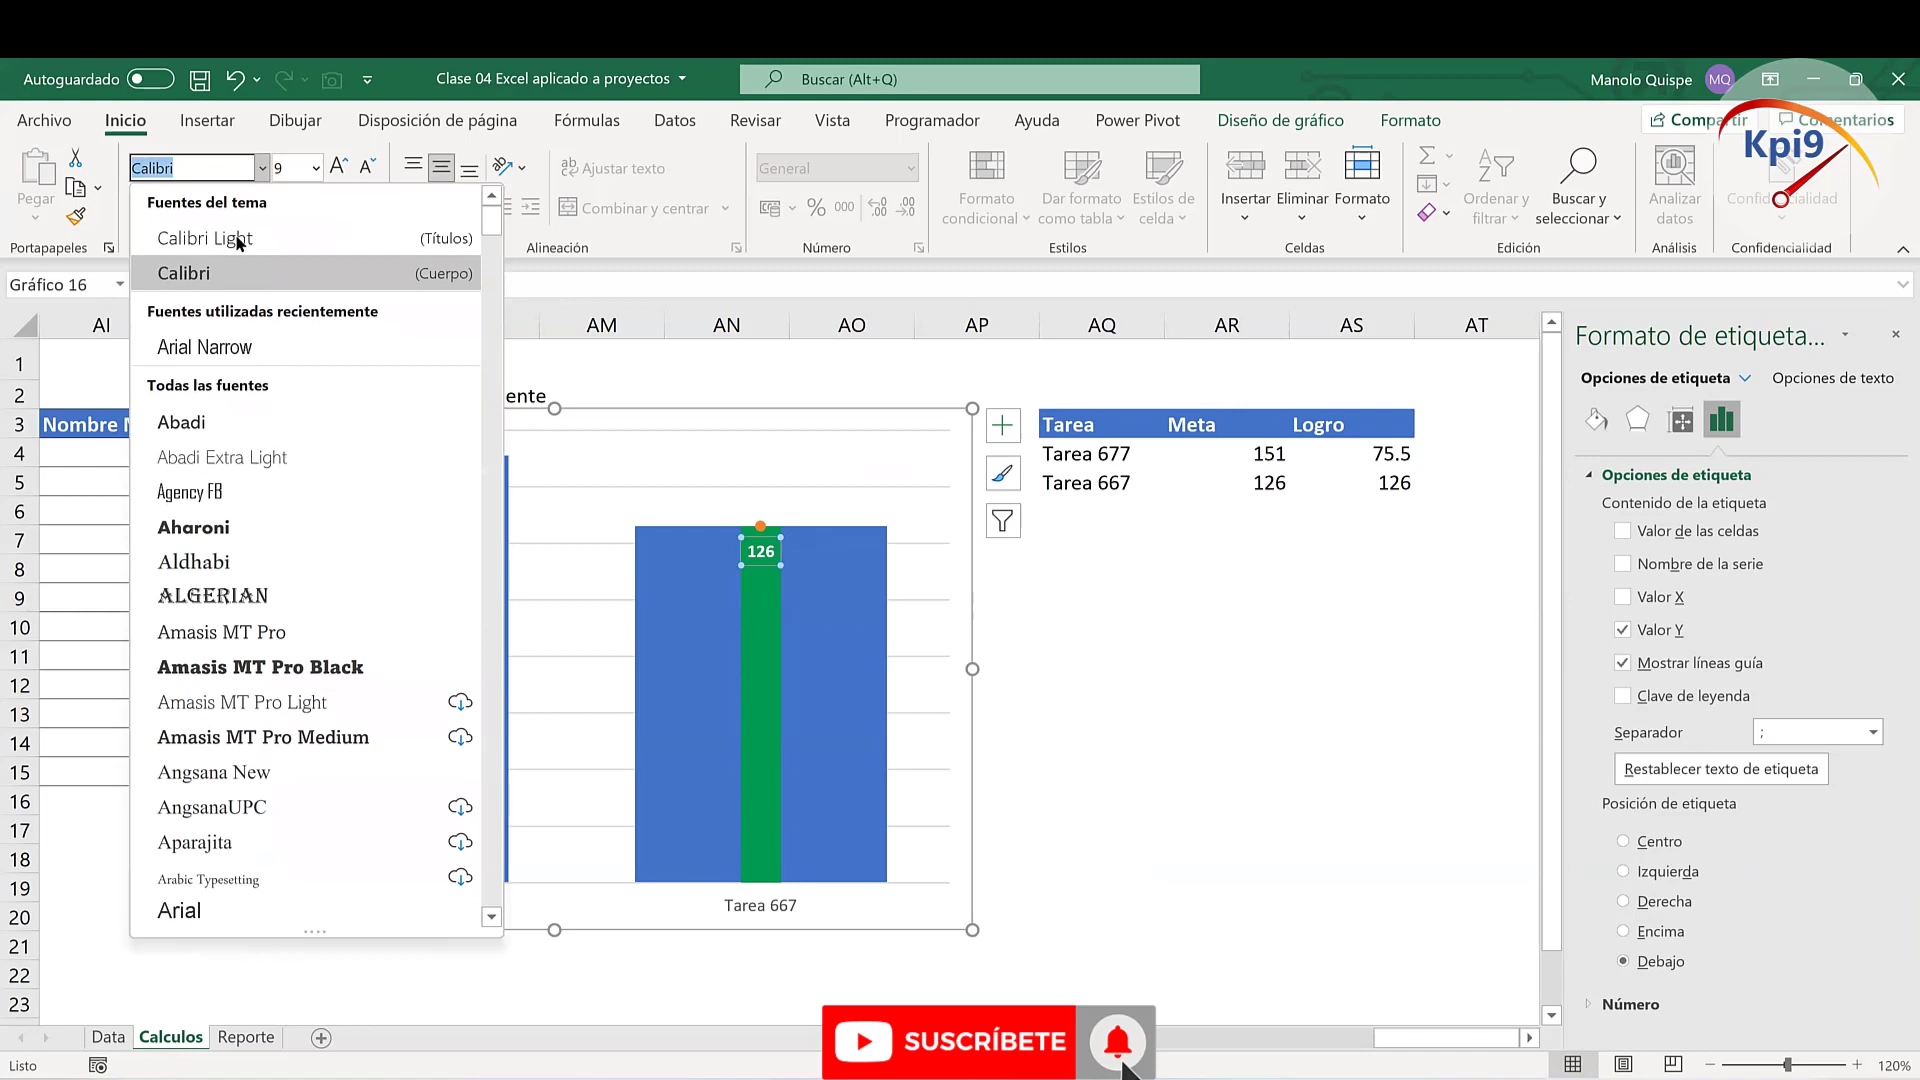 Autoguardado
Clase 04 Excel aplicado a proyectos
Buscar (Alt+Q)
Manolo Quispe
MQ
Archivo Inicio Insertar Dibujar Disposición de página Fórmulas Datos Revisar Vista Programador Ayuda Power Pivot Diseño de gráfico Formato
Compartir Comentarios
Kpi9
Pegar
Portapapeles
Calibri
9
Ajustar texto
Combinar y centrar
Alineación
General
% 000
Número
Formato condicional
Dar formato como tabla
Estilos de celda
Estilos
Insertar Eliminar Formato
Celdas
Ordenar y filtrar
Buscar y seleccionar
Edición
Analizar datos
Análisis
Confidencialidad
Confidencialidad
Gráfico 16
Fuentes del tema
Calibri Light (Títulos)
Calibri (Cuerpo)
Fuentes utilizadas recientemente
Arial Narrow
Todas las fuentes
Abadi
Abadi Extra Light
Agency FB
Aharoni
Aldhabi
ALGERIAN
Amasis MT Pro
Amasis MT Pro Black
Amasis MT Pro Light
Amasis MT Pro Medium
Angsana New
AngsanaUPC
Aparajita
Arabic Typesetting
Arial
AI AM AN AO AP AQ AR AS AT
1
2
3
4
5
6
7
8
9
10
11
12
13
14
15
16
17
18
19
20
21
22
23
Nombre
ente
126
Tarea 667
Tarea Meta Logro
Tarea 677 151 75.5
Tarea 667 126 126
Formato de etiqueta...
Opciones de etiqueta Opciones de texto
Opciones de etiqueta
Contenido de la etiqueta
Valor de las celdas
Nombre de la serie
Valor X
Valor Y
Mostrar líneas guía
Clave de leyenda
Separador ;
Restablecer texto de etiqueta
Posición de etiqueta
Centro
Izquierda
Derecha
Encima
Debajo
Número
Data Calculos Reporte
SUSCRÍBETE
Listo
120%